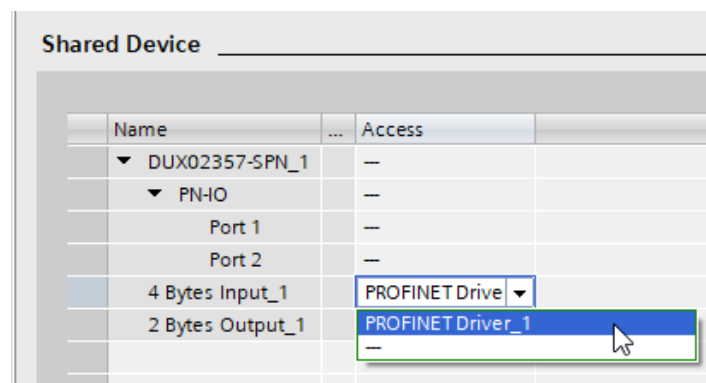 Shared Device
Name ... Access
DUX02357-SPN_1 ---
PN-IO ---
Port 1 ---
Port 2 ---
4 Bytes Input_1 PROFINET Drive
2 Bytes Output_1 PROFINET Driver_1
---